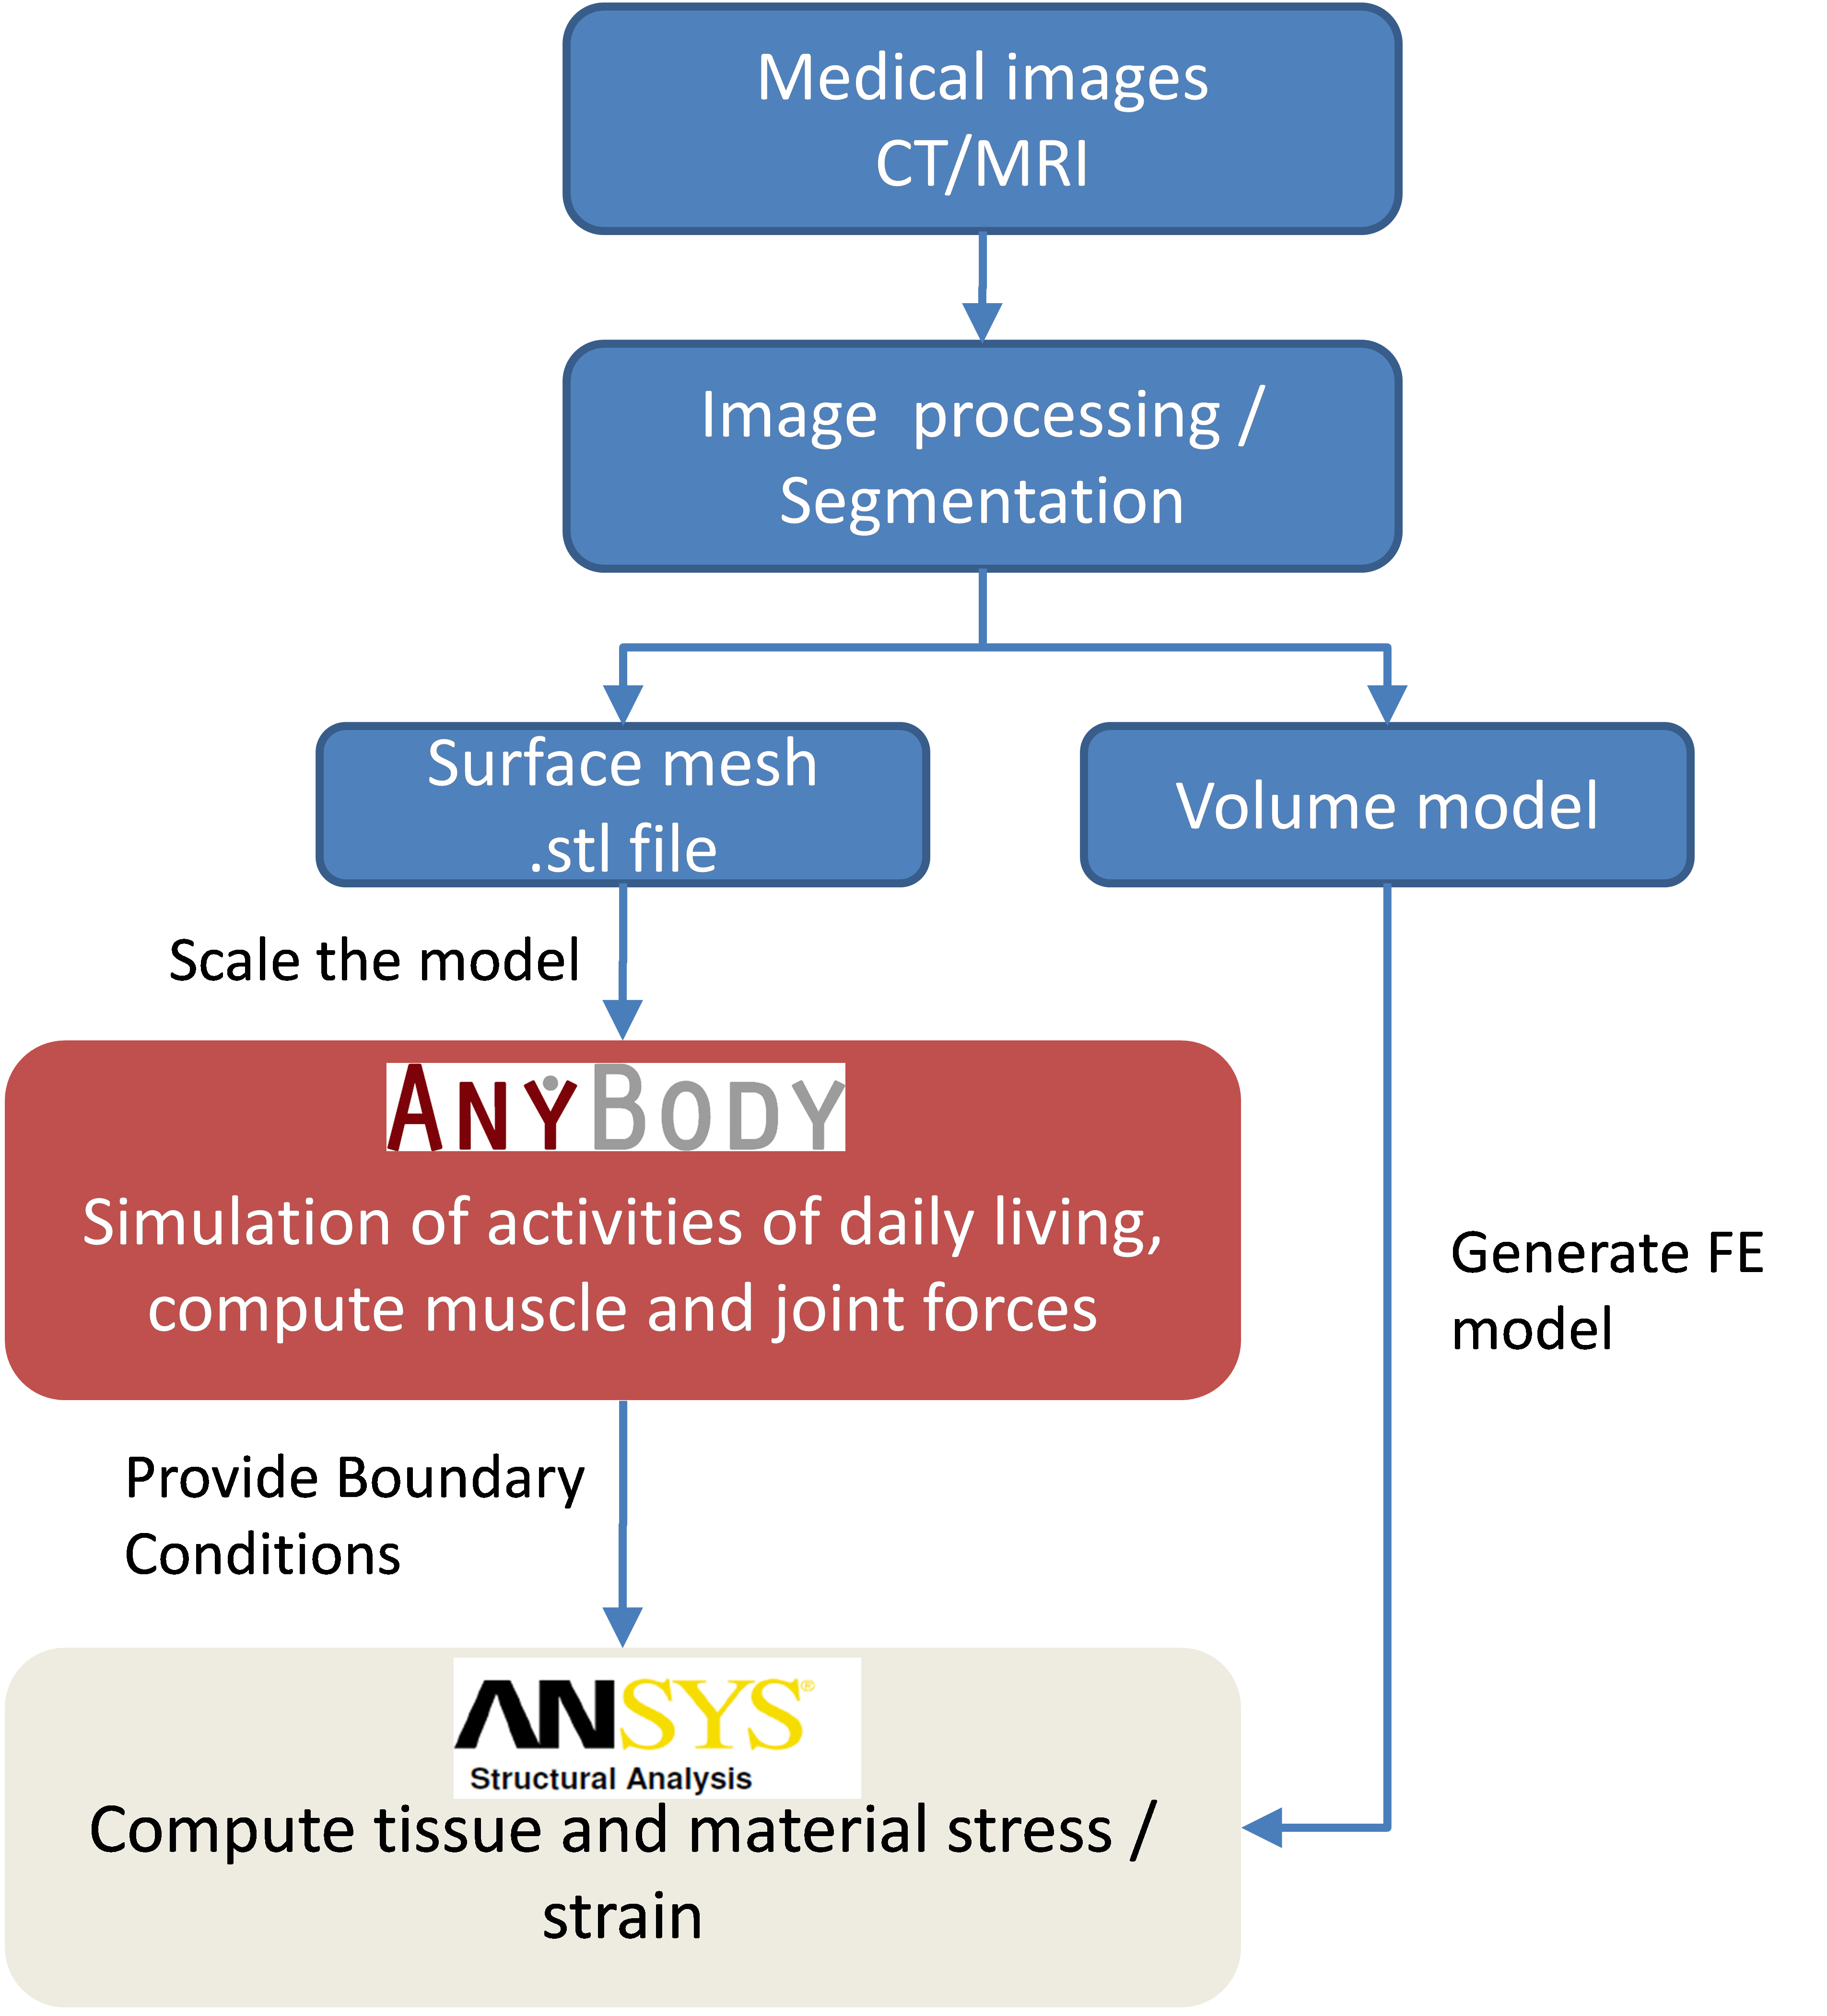 Medical images
CT/MRI
Image processing /
Segmentation
Surface mesh
.stl file
Volume model
Scale the model
ANYBODY
Simulation of activities of daily living,
compute muscle and joint forces
Generate FE
model
Provide Boundary
Conditions
ANSYS®
Structural Analysis
Compute tissue and material stress /
strain